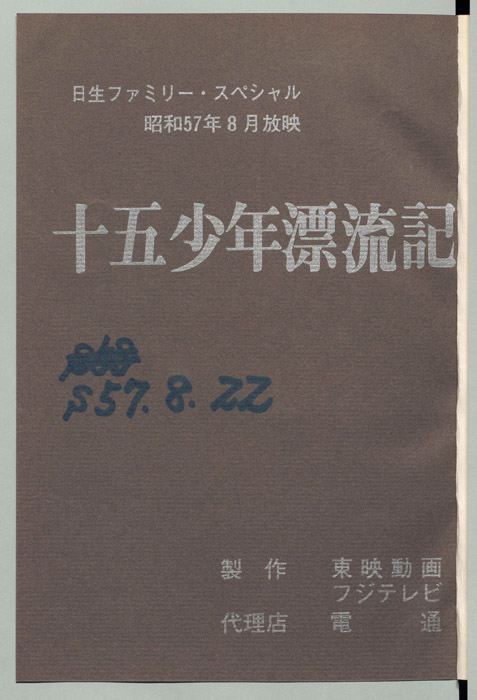 日生ファミリー・スペシャル
昭和57年8月放映
十五少年漂流記
S57.8.22
製作 東映動画
フジテレビ
代理店 電通